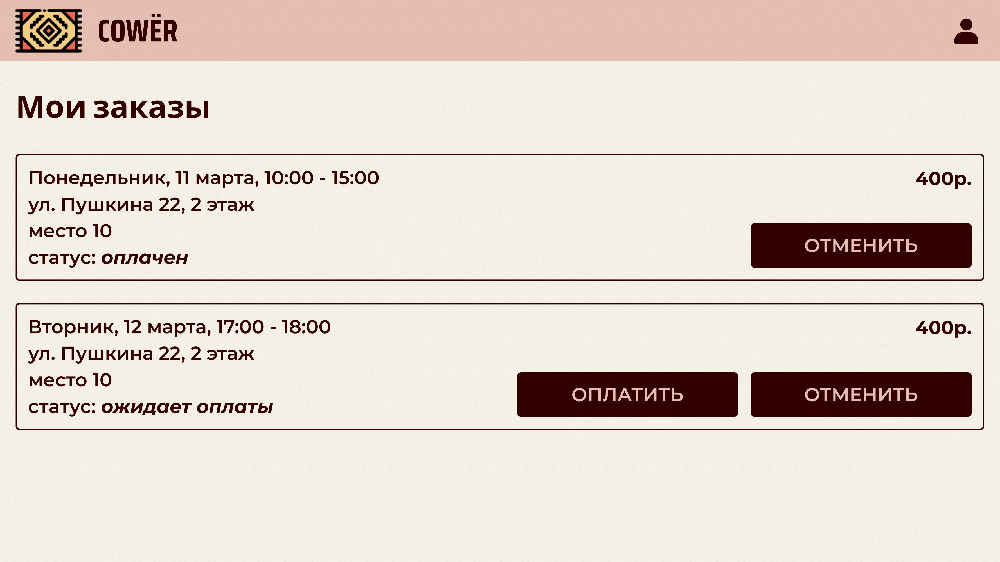 COWËR
Мои заказы
Понедельник, 11 марта, 10:00 - 15:00
400р.
ул. Пушкина 22, 2 этаж
место 10
статус: оплачен
ОТМЕНИТЬ
Вторник, 12 марта, 17:00 - 18:00
400р.
ул. Пушкина 22, 2 этаж
место 10
статус: ожидает оплаты
ОПЛАТИТЬ
ОТМЕНИТЬ